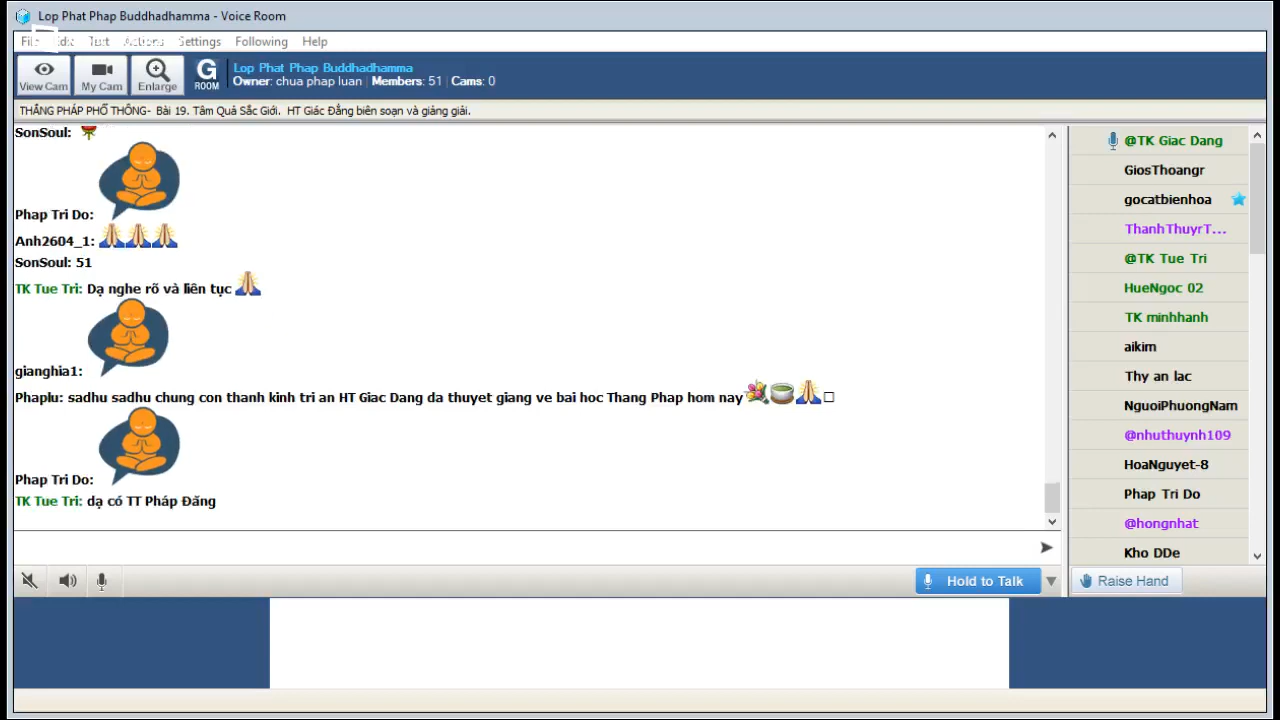 Lop Phat Phap Buddhadhamma - Voice Room
Text Actions Settings Following Help
View Cam My Cam Enlarge
G ROOM
Lop Phat Phap Buddhadhamma
Owner: chua phap luan | Members: 51 | Cams: 0
THẮNG PHÁP PHỔ THÔNG- Bài 19. Tâm Quả Sắc Giới. HT Giác Đẳng biên soạn và giảng giải.
SonSoul:
Phap Tri Do:
Anh2604_1:
SonSoul: 51
TK Tue Tri: Dạ nghe rõ và liên tục
gianghia1:
Phaplu: sadhu sadhu chung con thanh kinh tri an HT Giac Dang da thuyet giang ve bai hoc Thang Phap hom nay
Phap Tri Do:
TK Tue Tri: dạ có TT Pháp Đăng
@TK Giac Dang
GiosThoangr
gocatbienhoa
ThanhThuyrT...
@TK Tue Tri
HueNgoc 02
TK minhhanh
aikim
Thy an lac
NguoiPhuongNam
@nhuthuynh109
HoaNguyet-8
Phap Tri Do
@hongnhat
Kho DDe
Hold to Talk
Raise Hand